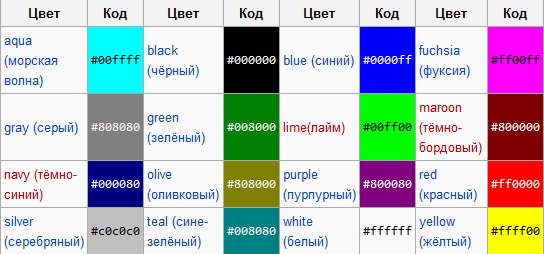 Цвет Код Цвет Код Цвет Код Цвет Код
aqua (морская волна) #00ffff black (чёрный) #000000 blue (синий) #0000ff fuchsia (фуксия) #ff00ff
gray (серый) #808080 green (зелёный) #008000 lime(лайм) #00ff00 maroon (тёмно-бордовый) #800000
navy (тёмно-синий) #000080 olive (оливковый) #808000 purple (пурпурный) #800080 red (красный) #ff0000
silver (серебряный) #c0c0c0 teal (сине-зелёный) #008080 white (белый) #ffffff yellow (жёлтый) #ffff00